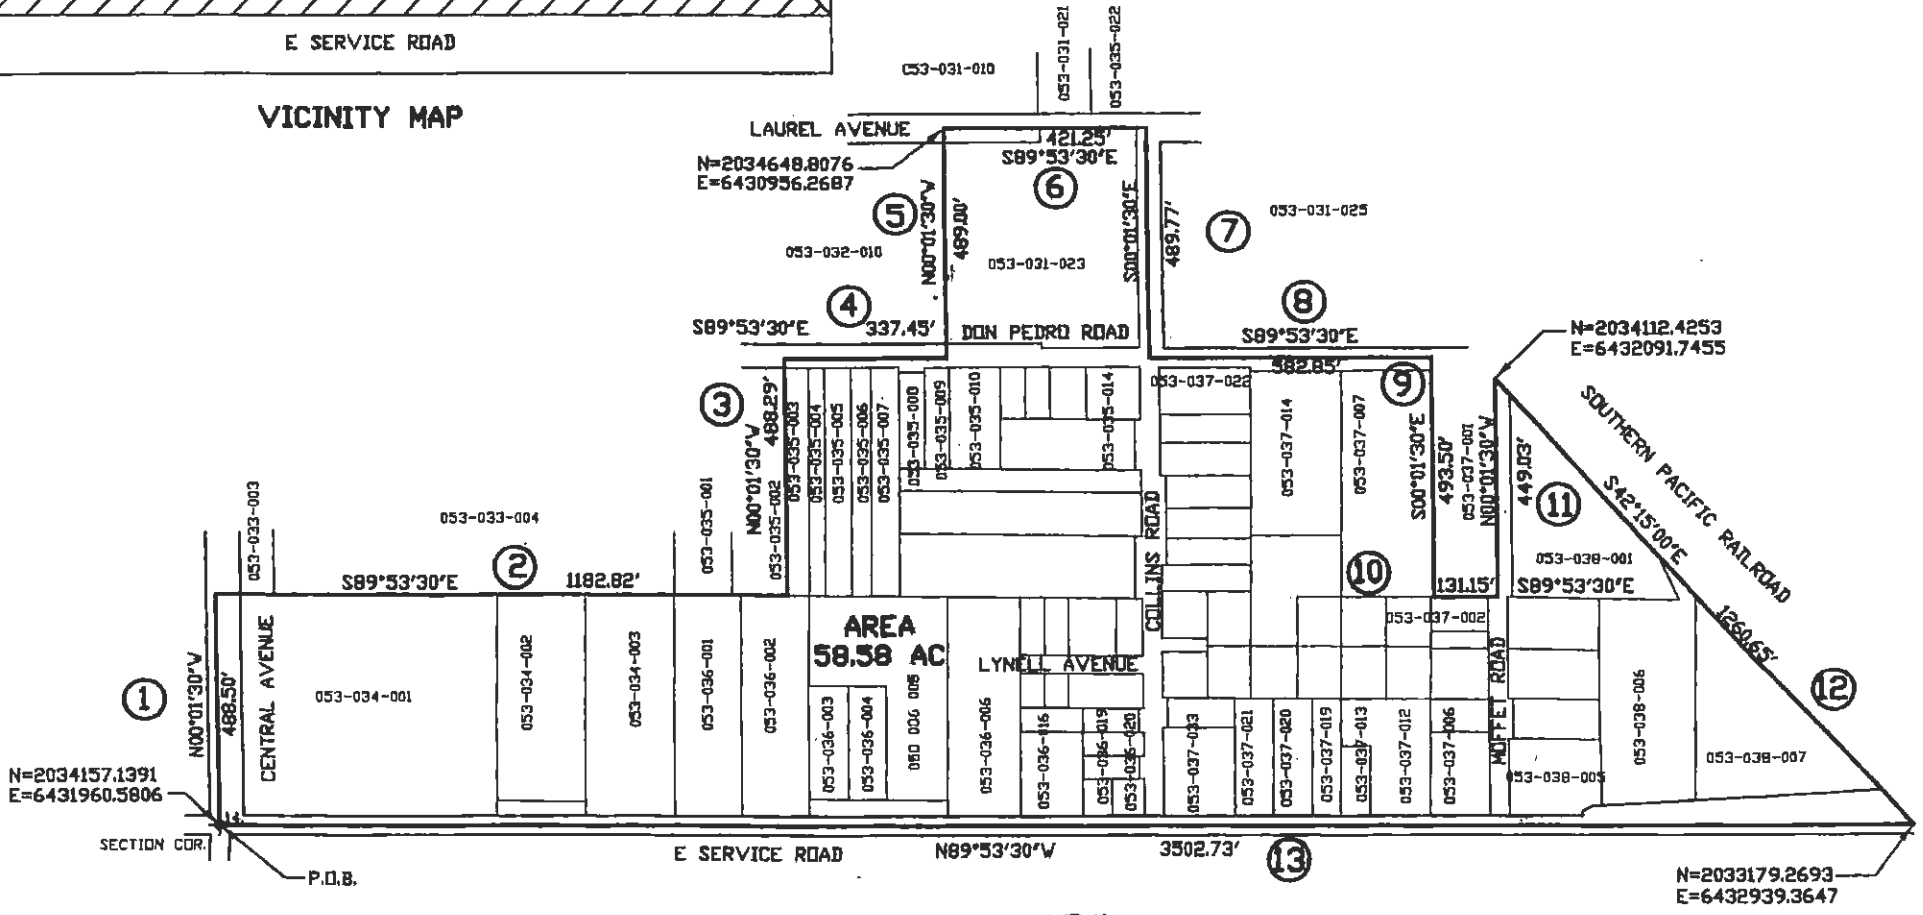 E SERVICE ROAD
VICINITY MAP
053-031-010
053-031-021
053-035-022
LAUREL AVENUE
N=2034648.8076
E=6430956.2687
421.25'
S89°53'30"E
6
5
N00°01'30"W
489.00'
S00°01'30"E
489.77'
7
053-031-025
053-032-010
053-031-023
4
S89°53'30"E
337.45'
DON PEDRO ROAD
8
S89°53'30"E
582.85'
N=2034112.4253
E=6432091.7455
3
N00°01'30"W
488.29'
053-035-003
053-035-004
053-035-005
053-035-006
053-035-007
053-035-008
053-035-009
053-035-010
053-035-014
053-037-022
053-037-014
053-037-007
9
S00°01'30"E
493.50'
053-037-001
N00°01'30"W
449.03'
11
SOUTHERN PACIFIC RAILROAD
S42°15'00"E
1260.65'
12
053-033-003
053-033-004
053-035-001
053-035-002
S89°53'30"E
2
1182.82'
COLLINS ROAD
10
131.15'
S89°53'30"E
053-038-001
053-037-002
1
N00°01'30"W
488.50'
CENTRAL AVENUE
053-034-001
053-034-002
053-034-003
053-036-001
053-036-002
AREA
58.58 AC
LYNELL AVENUE
053-036-003
053-036-004
053-036-006
053-036-016
053-036-019
053-036-020
053-037-033
053-037-021
053-037-020
053-037-019
053-037-013
053-037-012
053-037-006
MOFFET ROAD
053-038-005
053-038-006
053-038-007
N=2034157.1391
E=6431960.5806
SECTION COR.
P.O.B.
E SERVICE ROAD
N89°53'30"W
3502.73'
13
N=2033179.2693
E=6432939.3647